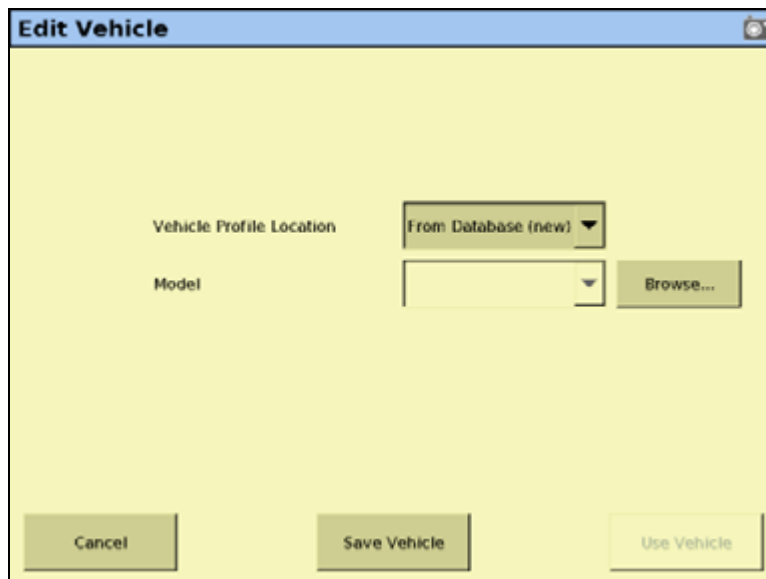 Edit Vehicle
Vehicle Profile Location
From Database (new)
Model
Browse...
Cancel
Save Vehicle
Use Vehicle